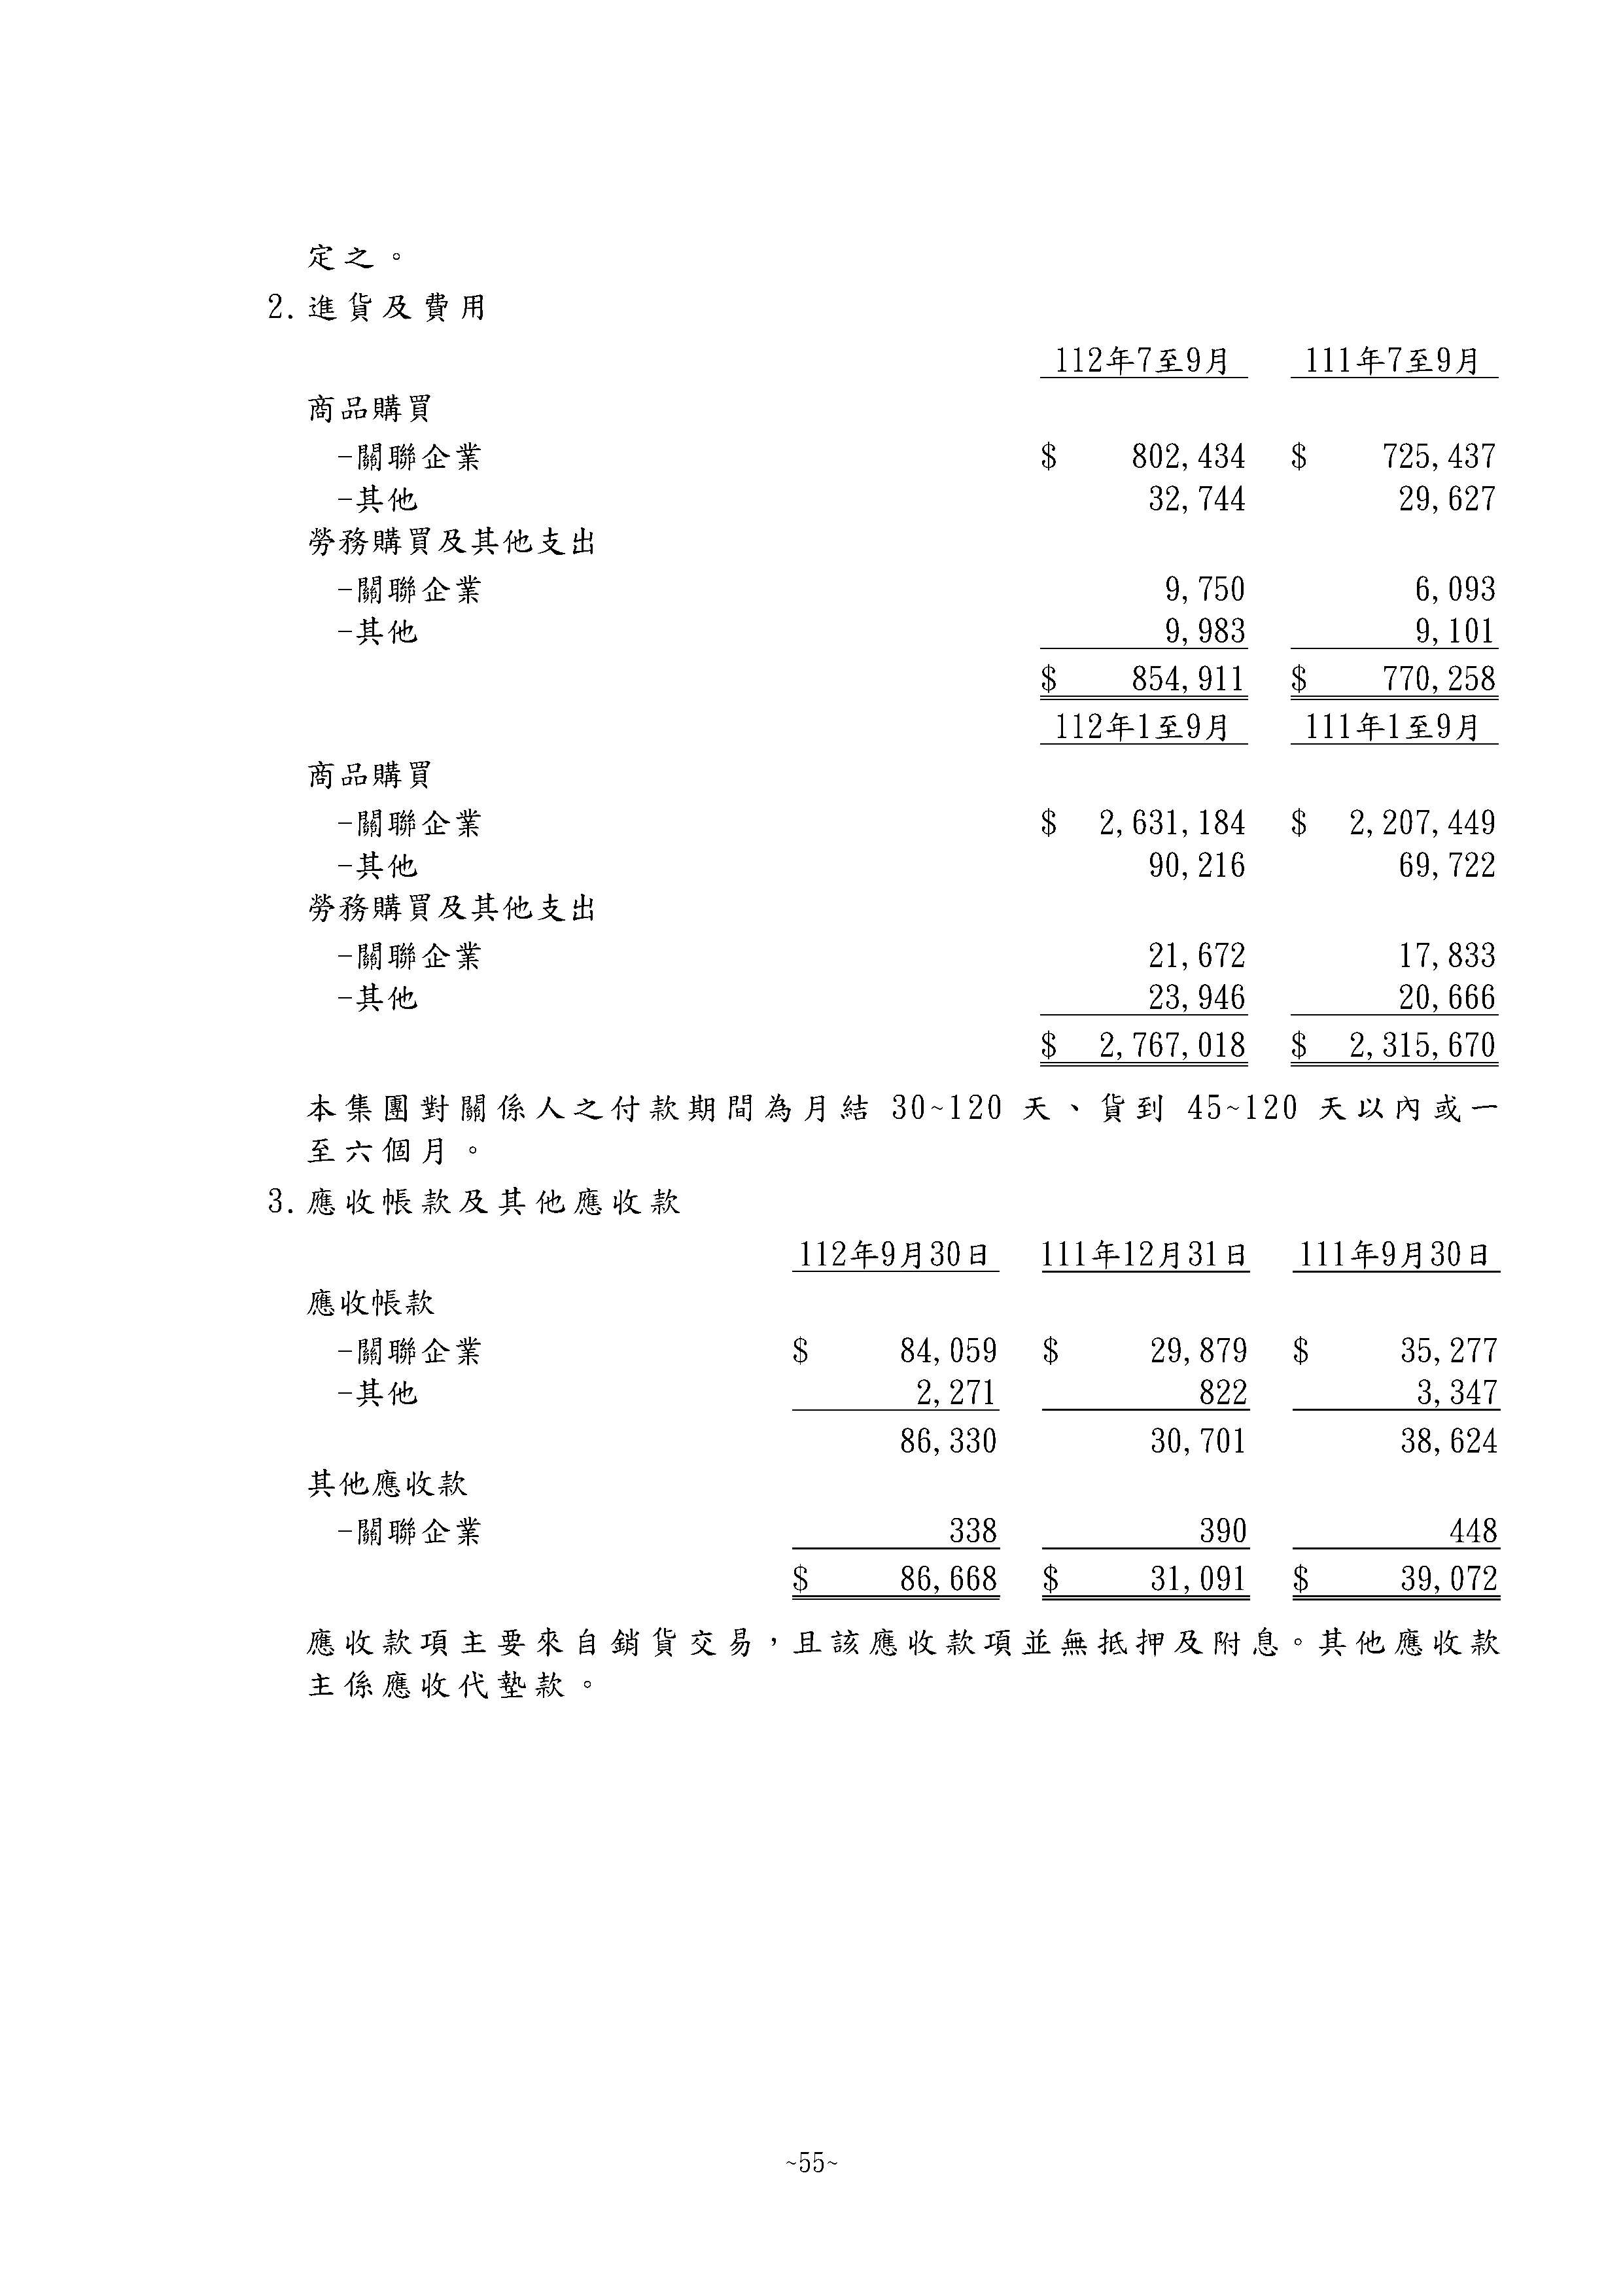 定之。
2.進貨及費用
112年7至9月 111年7至9月
商品購買
-關聯企業 $ 802,434 $ 725,437
-其他 32,744 29,627
勞務購買及其他支出
-關聯企業 9,750 6,093
-其他 9,983 9,101
$ 854,911 $ 770,258
112年1至9月 111年1至9月
商品購買
-關聯企業 $ 2,631,184 $ 2,207,449
-其他 90,216 69,722
勞務購買及其他支出
-關聯企業 21,672 17,833
-其他 23,946 20,666
$ 2,767,018 $ 2,315,670
本集團對關係人之付款期間為月結 30~120 天、貨到 45~120 天以內或一
至六個月。
3.應收帳款及其他應收款
112年9月30日 111年12月31日 111年9月30日
應收帳款
-關聯企業 $ 84,059 $ 29,879 $ 35,277
-其他 2,271 822 3,347
86,330 30,701 38,624
其他應收款
-關聯企業 338 390 448
$ 86,668 $ 31,091 $ 39,072
應收款項主要來自銷貨交易,且該應收款項並無抵押及附息。其他應收款
主係應收代墊款。
~55~